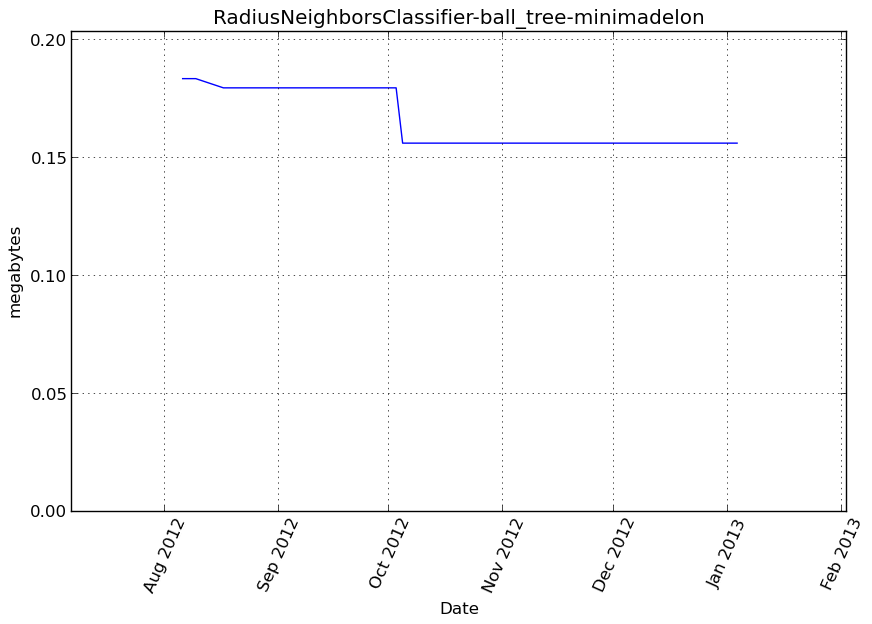 RadiusNeighborsClassifier-ball_tree-minimadelon
0.20
0.15
0.10
0.05
0.00
megabytes
Aug 2012
Sep 2012
Oct 2012
Nov 2012
Dec 2012
Jan 2013
Feb 2013
Date